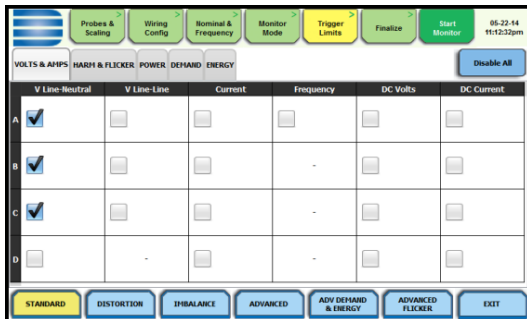 Probes & Scaling
Wiring Config
Nominal & Frequency
Monitor Mode
Trigger Limits
Finalize
Start Monitor
05-22-14
11:12:32pm
VOLTS & AMPS HARM & FLICKER POWER DEMAND ENERGY
Disable All
V Line-Neutral V Line-Line Current Frequency DC Volts DC Current
A
B -
C -
D - -
STANDARD DISTORTION IMBALANCE ADVANCED ADV DEMAND & ENERGY ADVANCED FLICKER EXIT